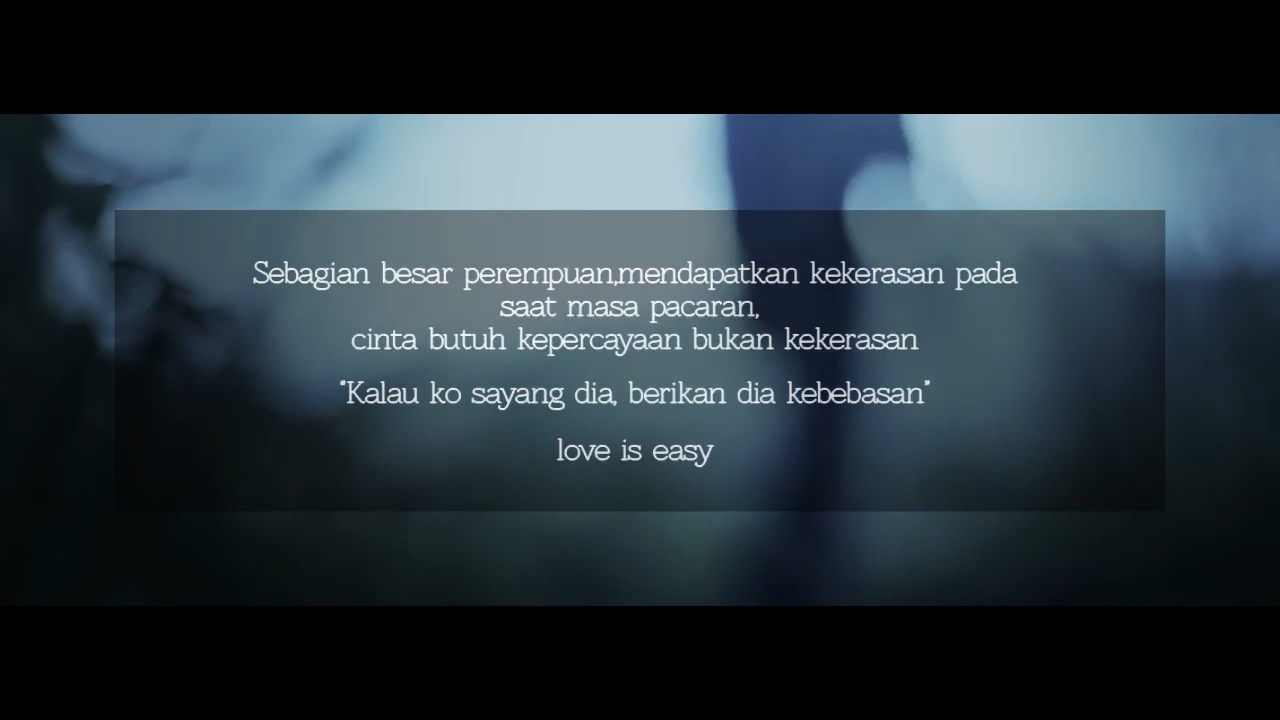 Sebagian besar perempuan,mendapatkan kekerasan pada
saat masa pacaran,
cinta butuh kepercayaan bukan kekerasan
“Kalau ko sayang dia, berikan dia kebebasan”
love is easy